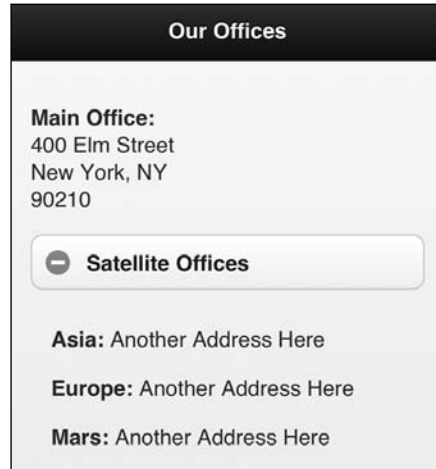 Our Offices
Main Office:
400 Elm Street
New York, NY
90210
Satellite Offices
Asia: Another Address Here
Europe: Another Address Here
Mars: Another Address Here